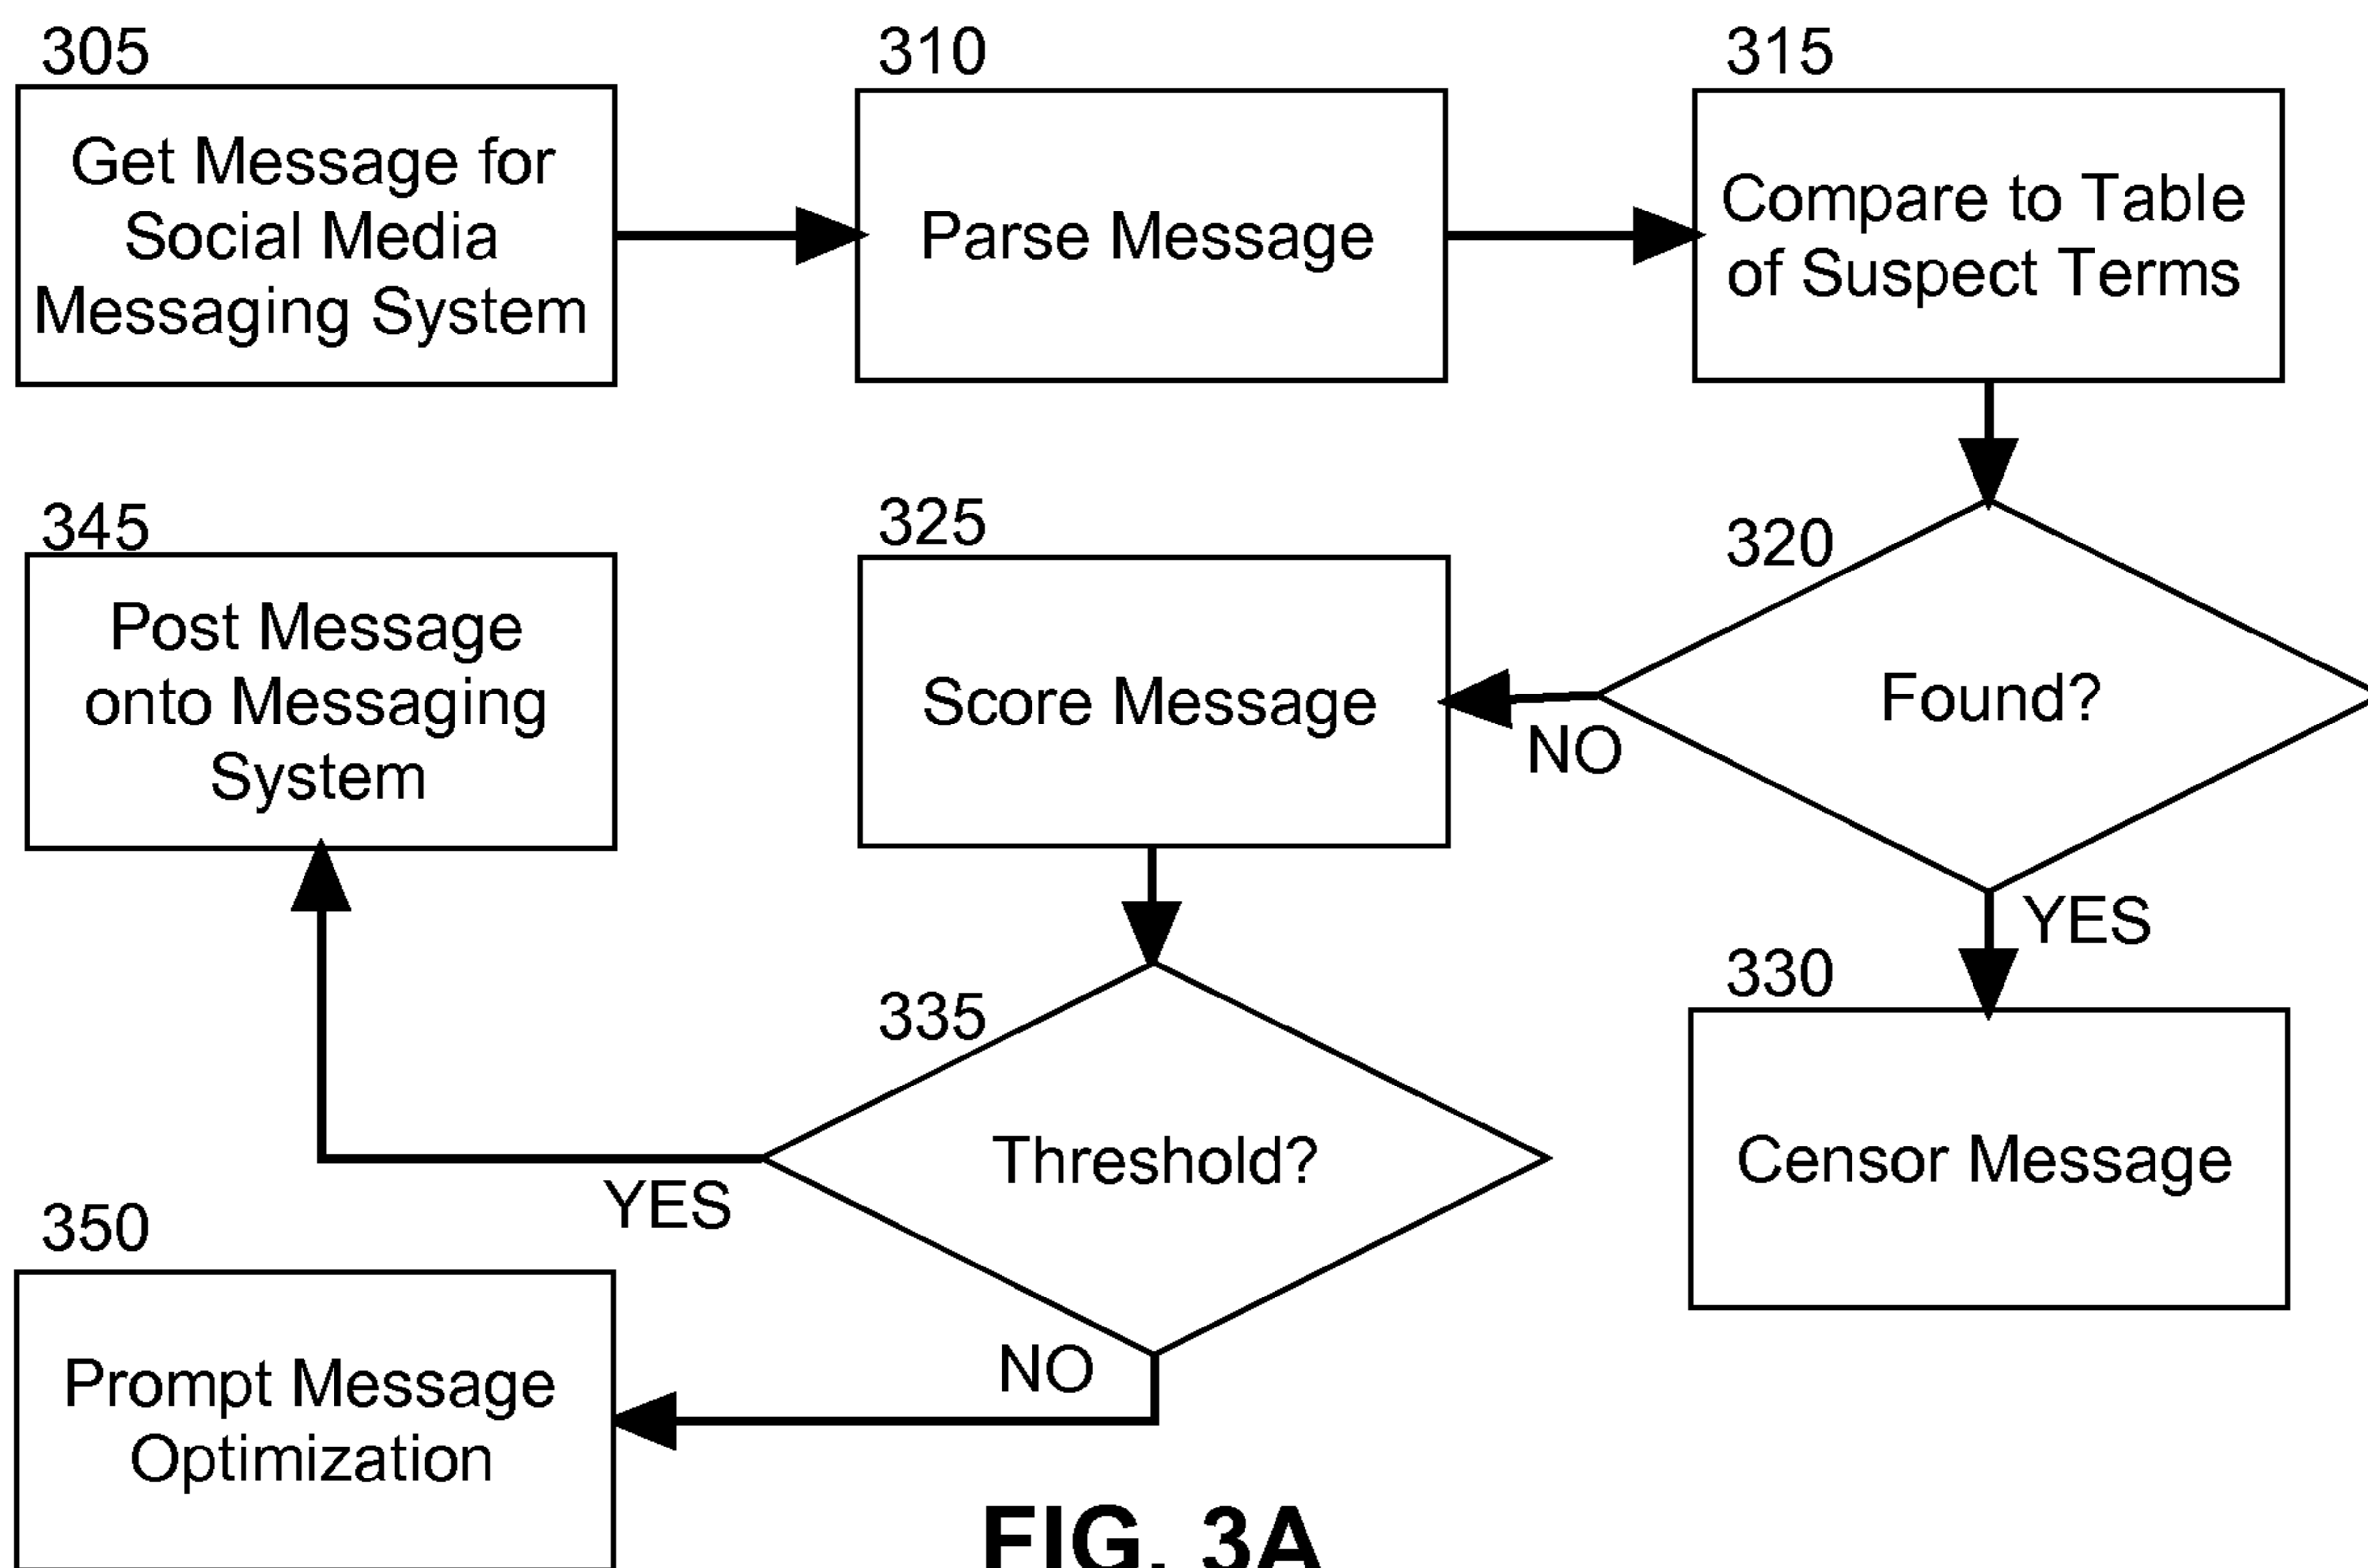 305
Get Message for
Social Media
Messaging System
310
Parse Message
315
Compare to Table
of Suspect Terms
320
Found?
NO
YES
325
Score Message
330
Censor Message
335
Threshold?
YES
NO
345
Post Message
onto Messaging
System
350
Prompt Message
Optimization
FIG. 3A